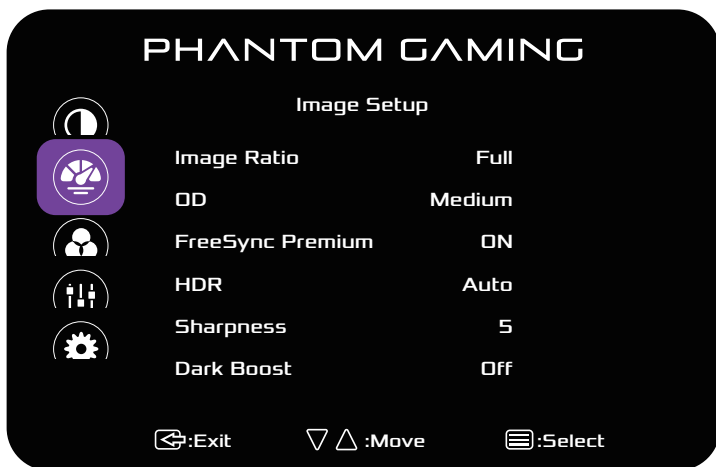 PHANTOM GAMING
Image Setup
Image Ratio Full
OD Medium
FreeSync Premium ON
HDR Auto
Sharpness 5
Dark Boost Off
:Exit :Move :Select